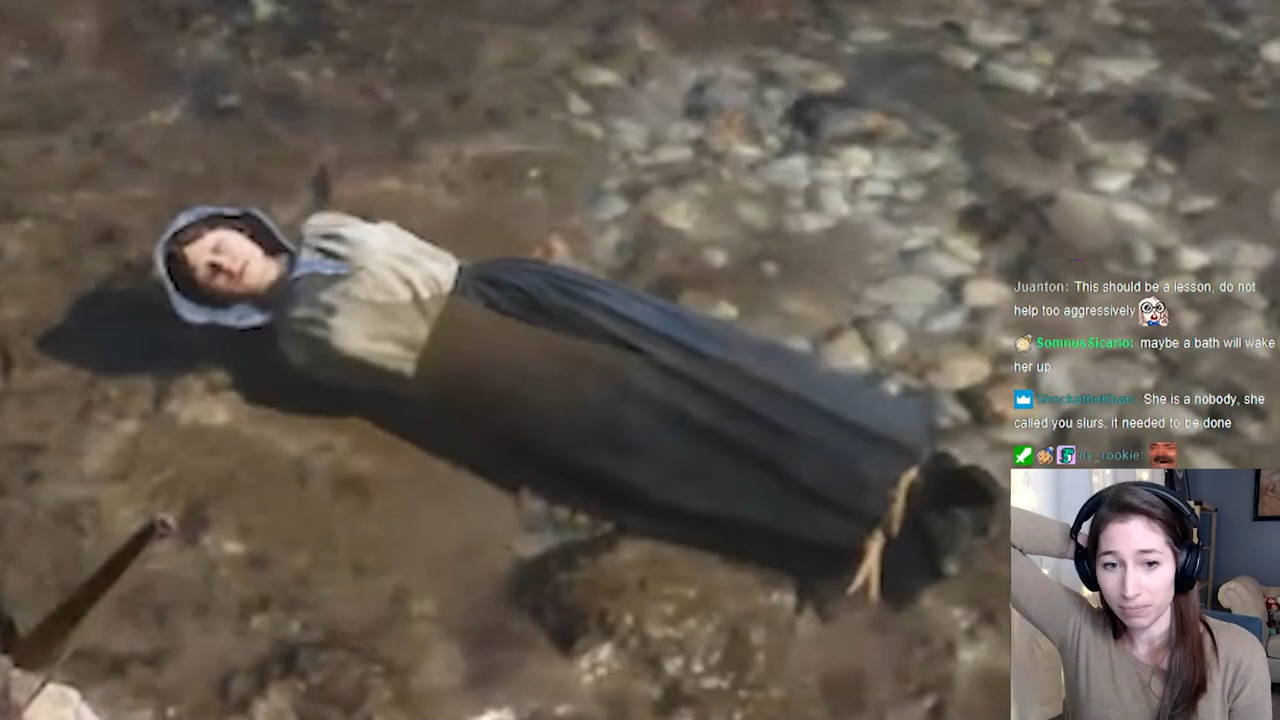 Juanton: This should be a lesson, do not
help too aggressively
SomnusSicario: maybe a bath will wake
her up
She is a nobody, she
called you slurs, it needed to be done
de_rookie: